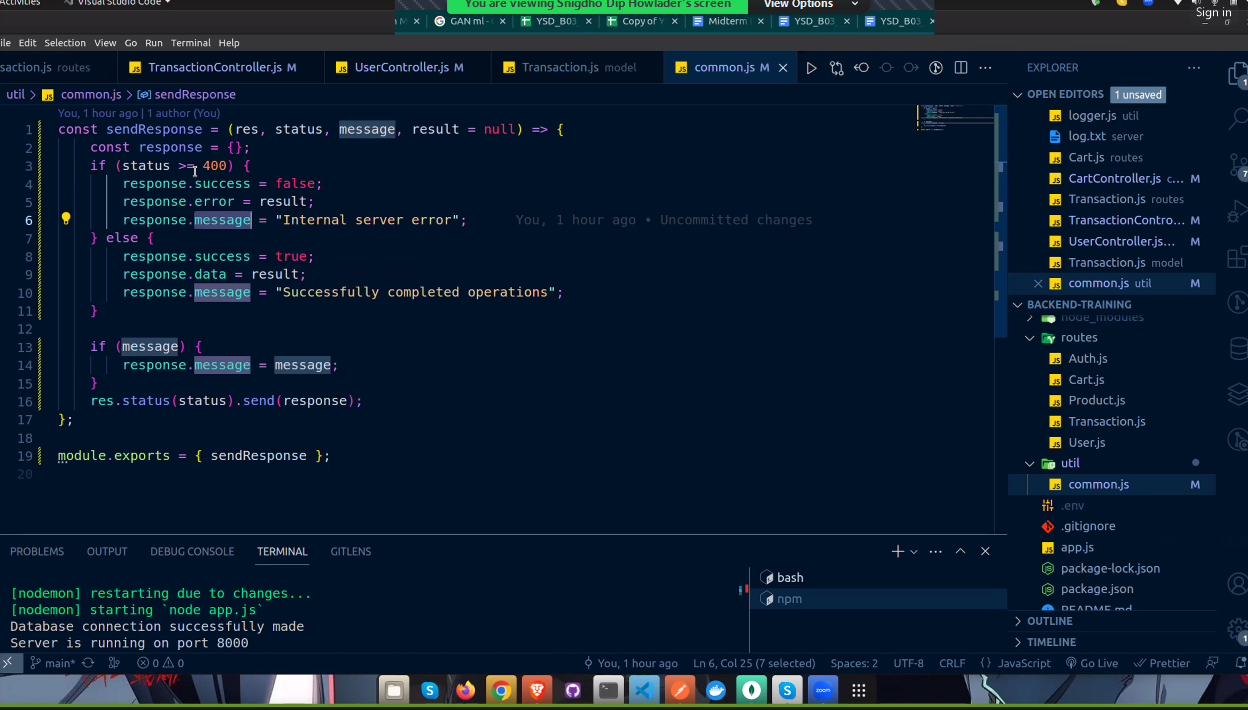 Activities
Visual Studio Code
You are viewing Snigdho Dip Howlader's screen
View Options
Sign in
GAN ml -
YSD_B03
Copy of Y
Midterm
YSD_B03
YSD_B03
File Edit Selection View Go Run Terminal Help
saction.js routes
TransactionController.js M
UserController.js M
Transaction.js model
common.js M
util > common.js > sendResponse
You, 1 hour ago | 1 author (You)
1 const sendResponse = (res, status, message, result = null) => {
2 const response = {};
3 if (status >= 400) {
4 response.success = false;
5 response.error = result;
6 response.message = "Internal server error"; You, 1 hour ago • Uncommitted changes
7 } else {
8 response.success = true;
9 response.data = result;
10 response.message = "Successfully completed operations";
11 }
12
13 if (message) {
14 response.message = message;
15 }
16 res.status(status).send(response);
17 };
18
19 module.exports = { sendResponse };
20
EXPLORER
OPEN EDITORS 1 unsaved
logger.js util
log.txt server
Cart.js routes
CartController.js c... M
Transaction.js routes
TransactionContro... M
UserController.js... M
Transaction.js model
common.js util M
BACKEND-TRAINING
node_modules
routes
Auth.js
Cart.js
Product.js
Transaction.js
User.js
util
common.js M
.env
.gitignore
app.js
package-lock.json
package.json
README.md
OUTLINE
TIMELINE
PROBLEMS OUTPUT DEBUG CONSOLE TERMINAL GITLENS
[nodemon] restarting due to changes...
[nodemon] starting `node app.js`
Database connection successfully made
Server is running on port 8000
bash
npm
main* 0 0 You, 1 hour ago Ln 6, Col 25 (7 selected) Spaces: 2 UTF-8 CRLF {} JavaScript Go Live Prettier
zoom